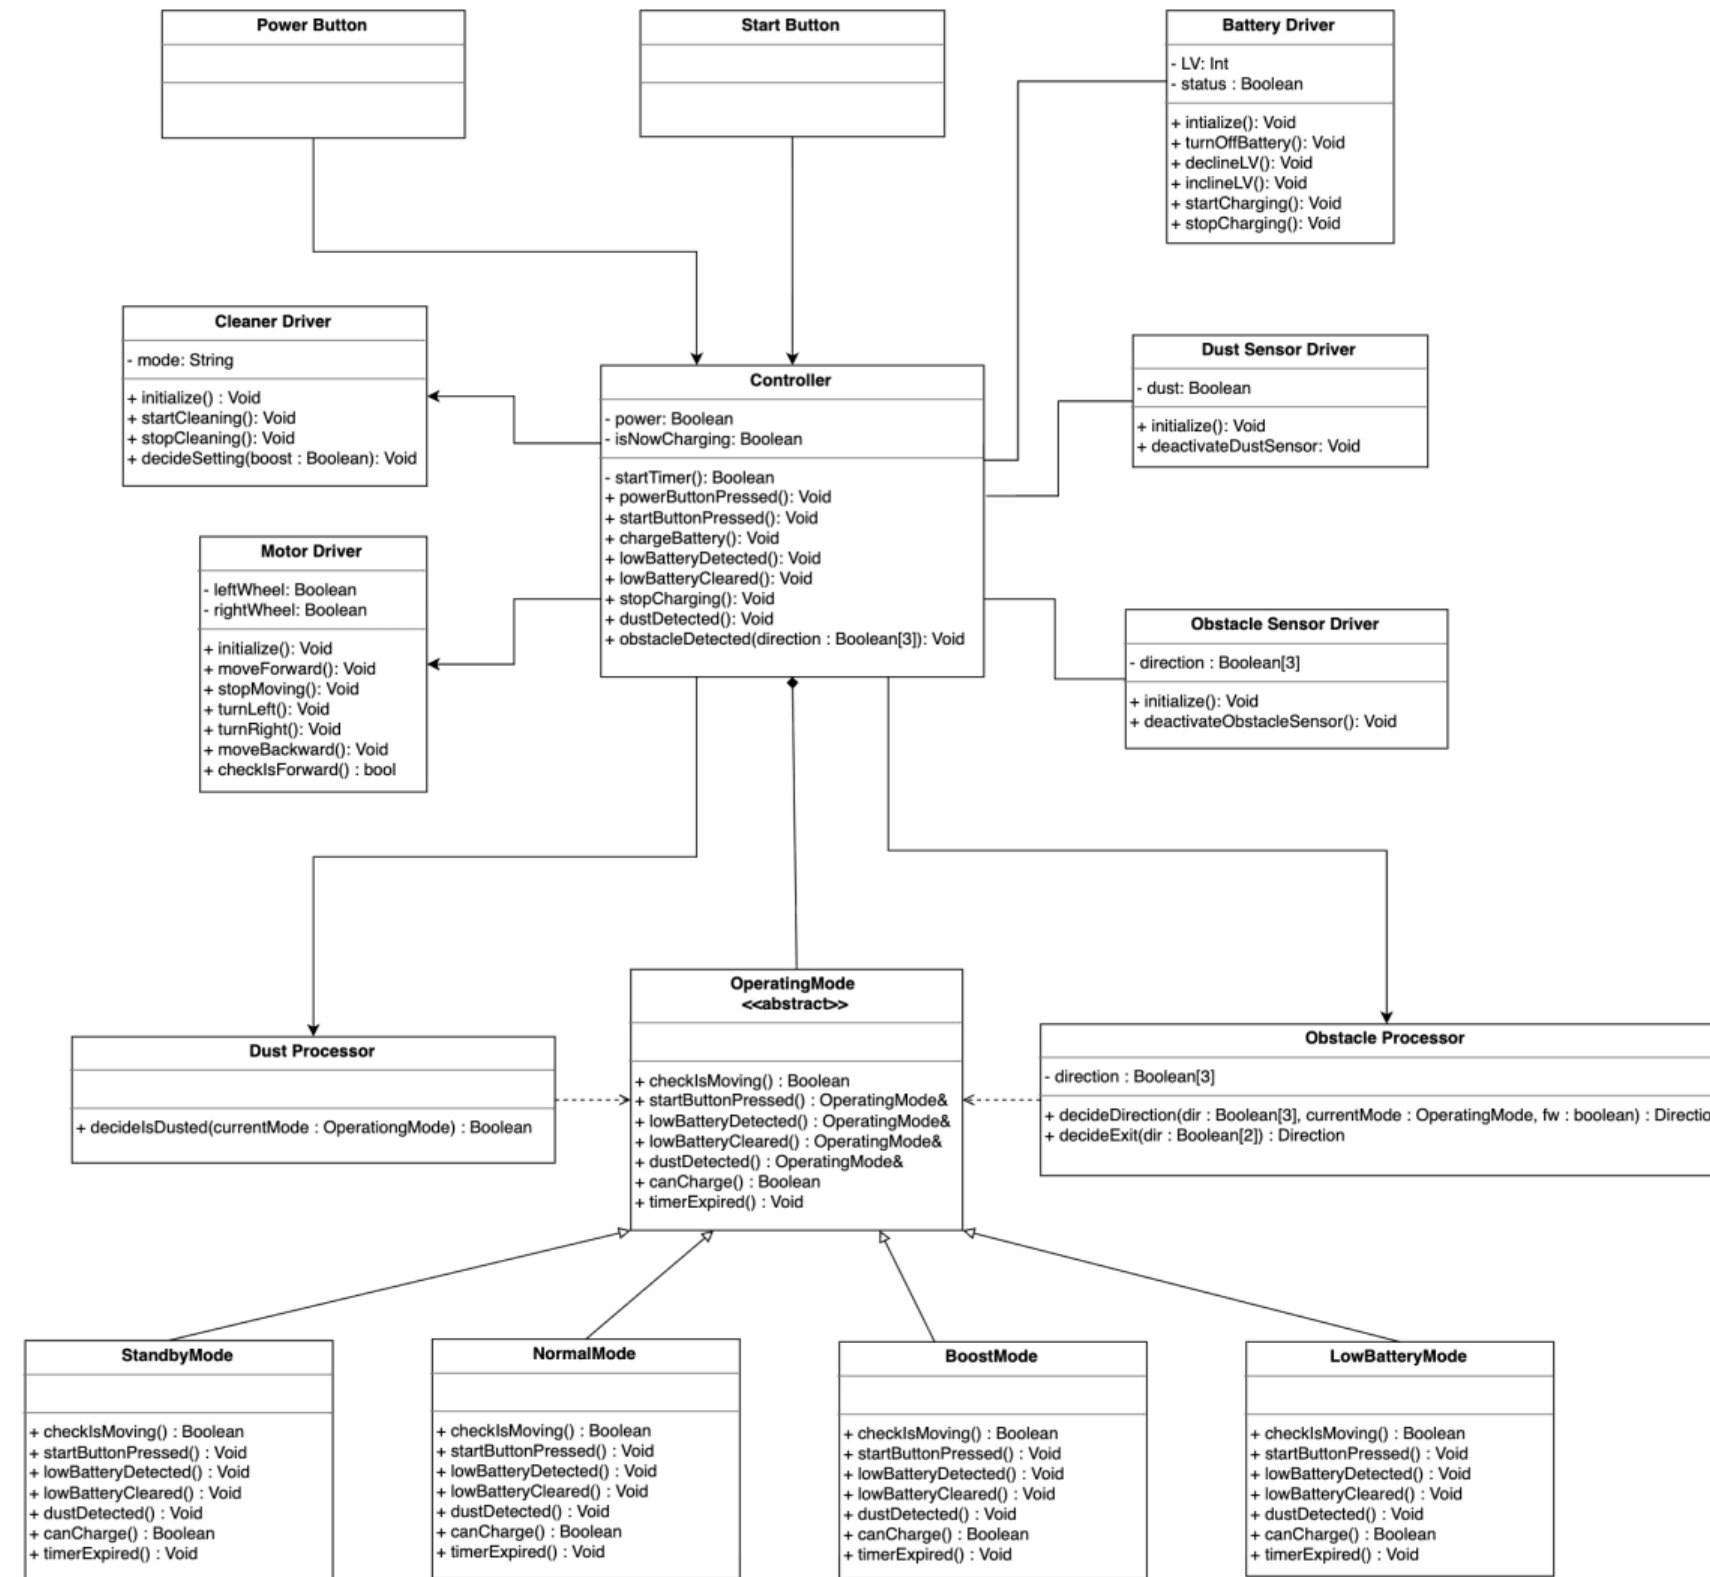 Power Button
Start Button
Battery Driver
- LV: Int
- status : Boolean
+ intialize(): Void
+ turnOffBattery(): Void
+ declineLV(): Void
+ inclineLV(): Void
+ startCharging(): Void
+ stopCharging(): Void
Cleaner Driver
- mode: String
+ initialize() : Void
+ startCleaning(): Void
+ stopCleaning(): Void
+ decideSetting(boost : Boolean): Void
Controller
- power: Boolean
- isNowCharging: Boolean
- startTimer(): Boolean
+ powerButtonPressed(): Void
+ startButtonPressed(): Void
+ chargeBattery(): Void
+ lowBatteryDetected(): Void
+ lowBatteryCleared(): Void
+ stopCharging(): Void
+ dustDetected(): Void
+ obstacleDetected(direction : Boolean[3]): Void
Dust Sensor Driver
- dust: Boolean
+ initialize(): Void
+ deactivateDustSensor: Void
Motor Driver
- leftWheel: Boolean
- rightWheel: Boolean
+ initialize(): Void
+ moveForward(): Void
+ stopMoving(): Void
+ turnLeft(): Void
+ turnRight(): Void
+ moveBackward(): Void
+ checkIsForward() : bool
Obstacle Sensor Driver
- direction : Boolean[3]
+ initialize(): Void
+ deactivateObstacleSensor(): Void
Dust Processor
+ decideIsDusted(currentMode : OperationgMode) : Boolean
OperatingMode
<<abstract>>
+ checkIsMoving() : Boolean
+ startButtonPressed() : OperatingMode&
+ lowBatteryDetected() : OperatingMode&
+ lowBatteryCleared() : OperatingMode&
+ dustDetected() : OperatingMode&
+ canCharge() : Boolean
+ timerExpired() : Void
Obstacle Processor
- direction : Boolean[3]
+ decideDirection(dir : Boolean[3], currentMode : OperatingMode, fw : boolean) : Directio
+ decideExit(dir : Boolean[2]) : Direction
StandbyMode
+ checkIsMoving() : Boolean
+ startButtonPressed() : Void
+ lowBatteryDetected() : Void
+ lowBatteryCleared() : Void
+ dustDetected() : Void
+ canCharge() : Boolean
+ timerExpired() : Void
NormalMode
+ checkIsMoving() : Boolean
+ startButtonPressed() : Void
+ lowBatteryDetected() : Void
+ lowBatteryCleared() : Void
+ dustDetected() : Void
+ canCharge() : Boolean
+ timerExpired() : Void
BoostMode
+ checkIsMoving() : Boolean
+ startButtonPressed() : Void
+ lowBatteryDetected() : Void
+ lowBatteryCleared() : Void
+ dustDetected() : Void
+ canCharge() : Boolean
+ timerExpired() : Void
LowBatteryMode
+ checkIsMoving() : Boolean
+ startButtonPressed() : Void
+ lowBatteryDetected() : Void
+ lowBatteryCleared() : Void
+ dustDetected() : Void
+ canCharge() : Boolean
+ timerExpired() : Void